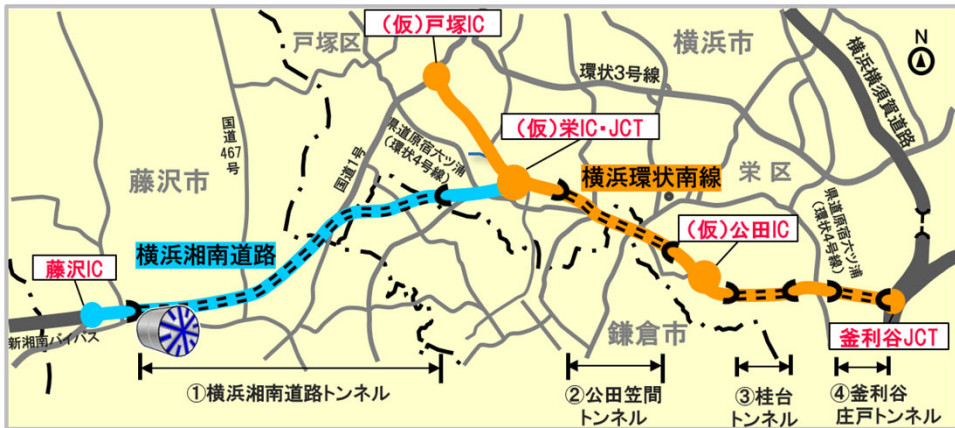 (仮)戸塚IC
戸塚区
横浜市
N
環状3号線
横浜横須賀道路
国道467号
国道1号
県道原宿六ツ浦
(環状4号線)
(仮)栄IC・JCT
藤沢市
横浜環状南線
栄区
県道原宿六ツ浦
(環状4号線)
横浜湘南道路
(仮)公田IC
藤沢IC
新湘南バイパス
鎌倉市
釜利谷JCT
①横浜湘南道路トンネル
②公田笠間
トンネル
③桂台
トンネル
④釜利谷
庄戸トンネル